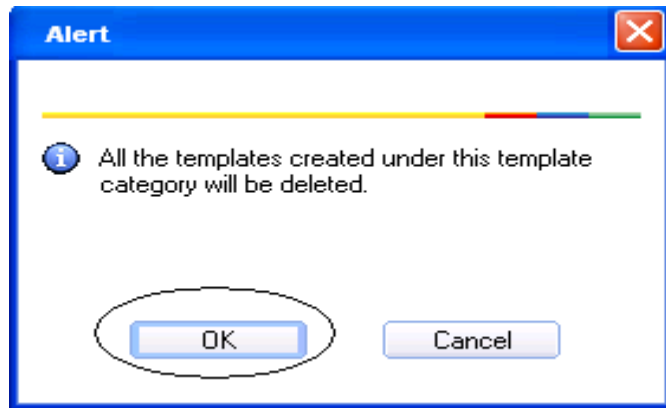 Alert
All the templates created under this template
category will be deleted.
OK
Cancel